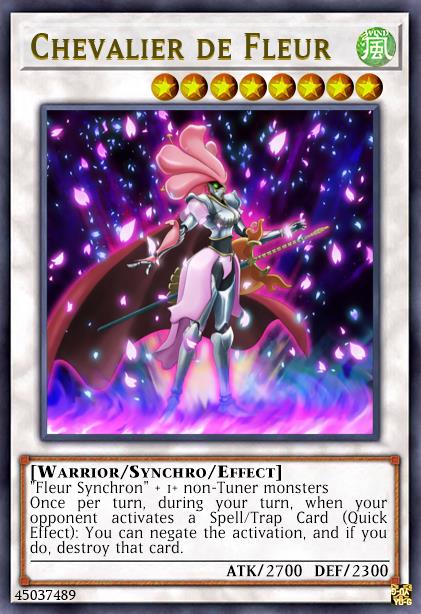 CHEVALIER DE FLEUR
WIND
風
[WARRIOR/SYNCHRO/EFFECT]
"Fleur Synchron" + 1+ non-Tuner monsters
Once per turn, during your turn, when your
opponent activates a Spell/Trap Card (Quick
Effect): You can negate the activation, and if you
do, destroy that card.
ATK/2700 DEF/2300
45037489